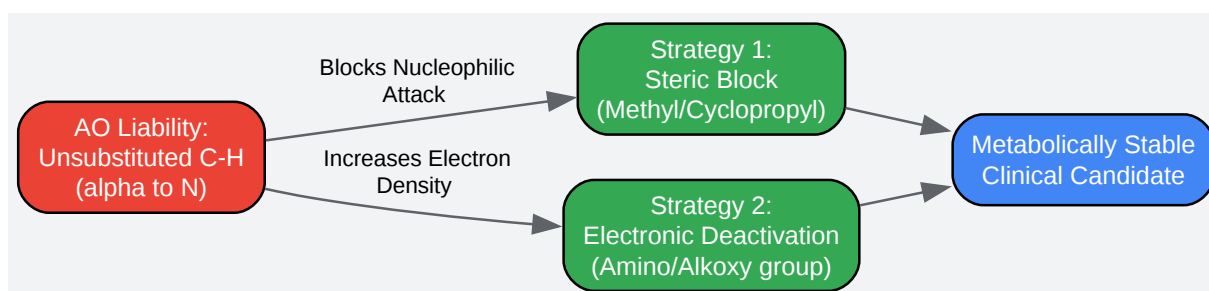 AO Liability:
Unsubstituted C-H
(alpha to N)
Blocks Nucleophilic
Attack
Increases Electron
Density
Strategy 1:
Steric Block
(Methyl/Cyclopropyl)
Strategy 2:
Electronic Deactivation
(Amino/Alkoxy group)
Metabolically Stable
Clinical Candidate